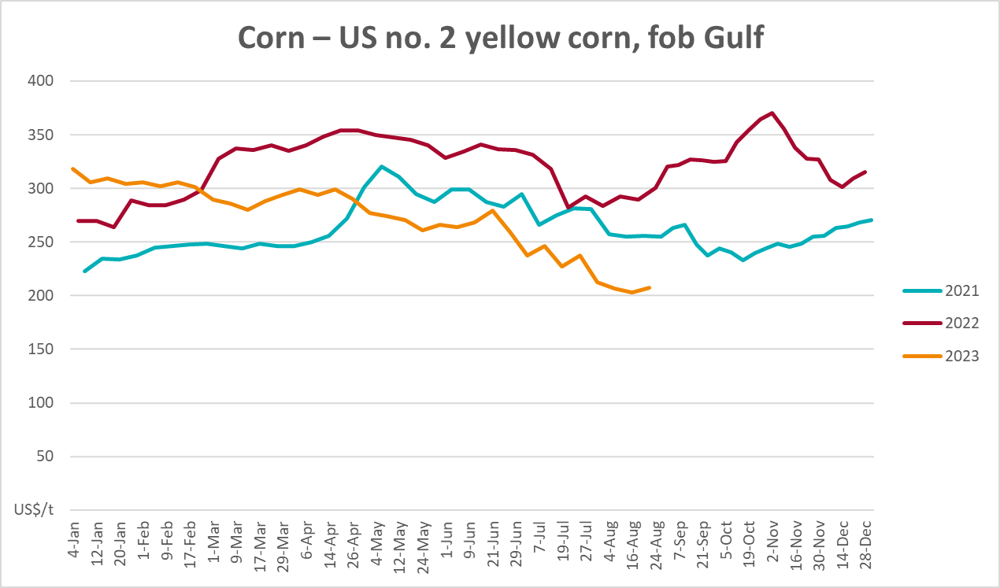 Corn – US no. 2 yellow corn, fob Gulf
400
350
300
250
200
150
100
50
US$/t
4-Jan
12-Jan
20-Jan
1-Feb
9-Feb
17-Feb
1-Mar
9-Mar
17-Mar
29-Mar
6-Apr
14-Apr
26-Apr
4-May
12-May
24-May
1-Jun
9-Jun
21-Jun
29-Jun
7-Jul
19-Jul
27-Jul
4-Aug
16-Aug
24-Aug
7-Sep
21-Sep
5-Oct
19-Oct
2-Nov
16-Nov
30-Nov
14-Dec
28-Dec
2021
2022
2023